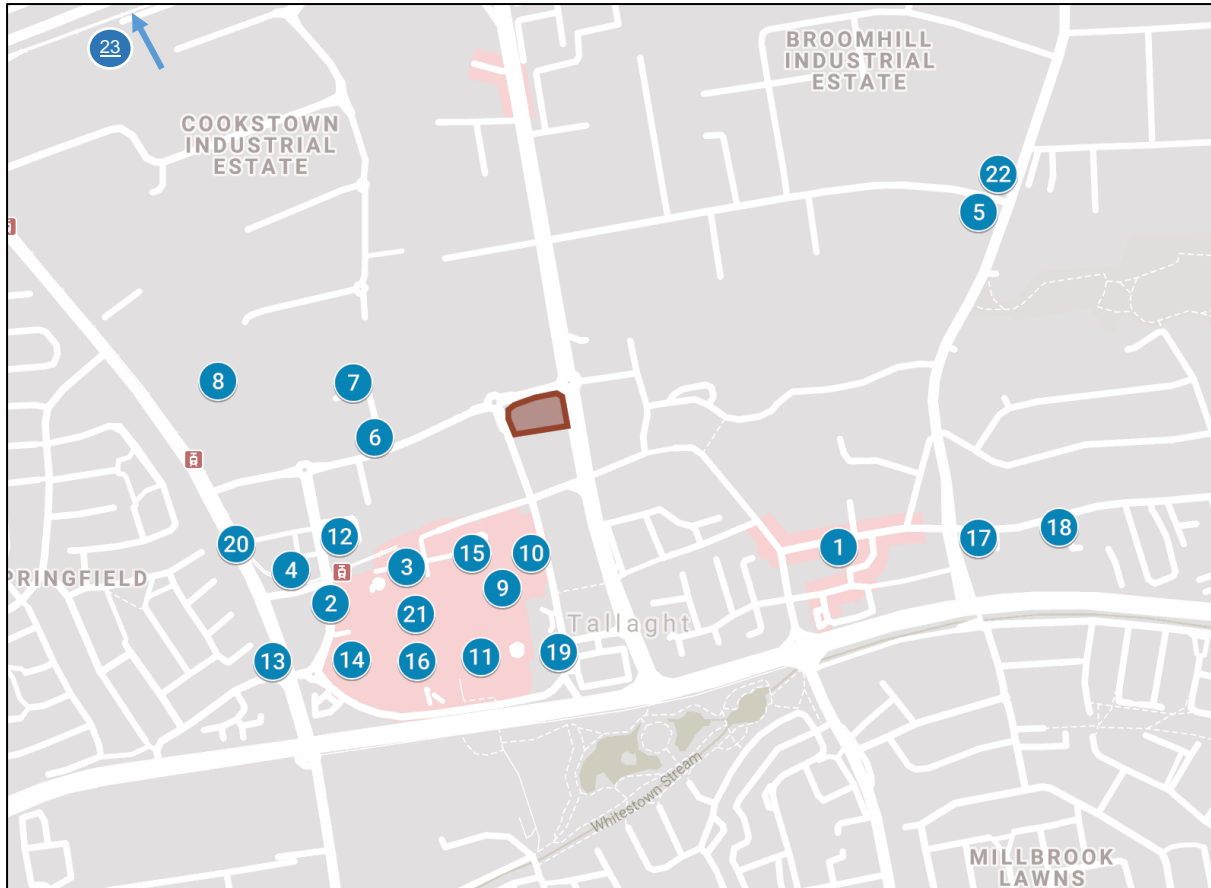 23
BROOMHILL
INDUSTRIAL
ESTATE
COOKSTOWN
INDUSTRIAL
ESTATE
22
5
8
7
6
12
20
4
3
15
10
1
17
18
PRINGFIELD
2
21
9
Tallaght
13
14
16
11
19
Whitestown Stream
MILLBROOK
LAWNS